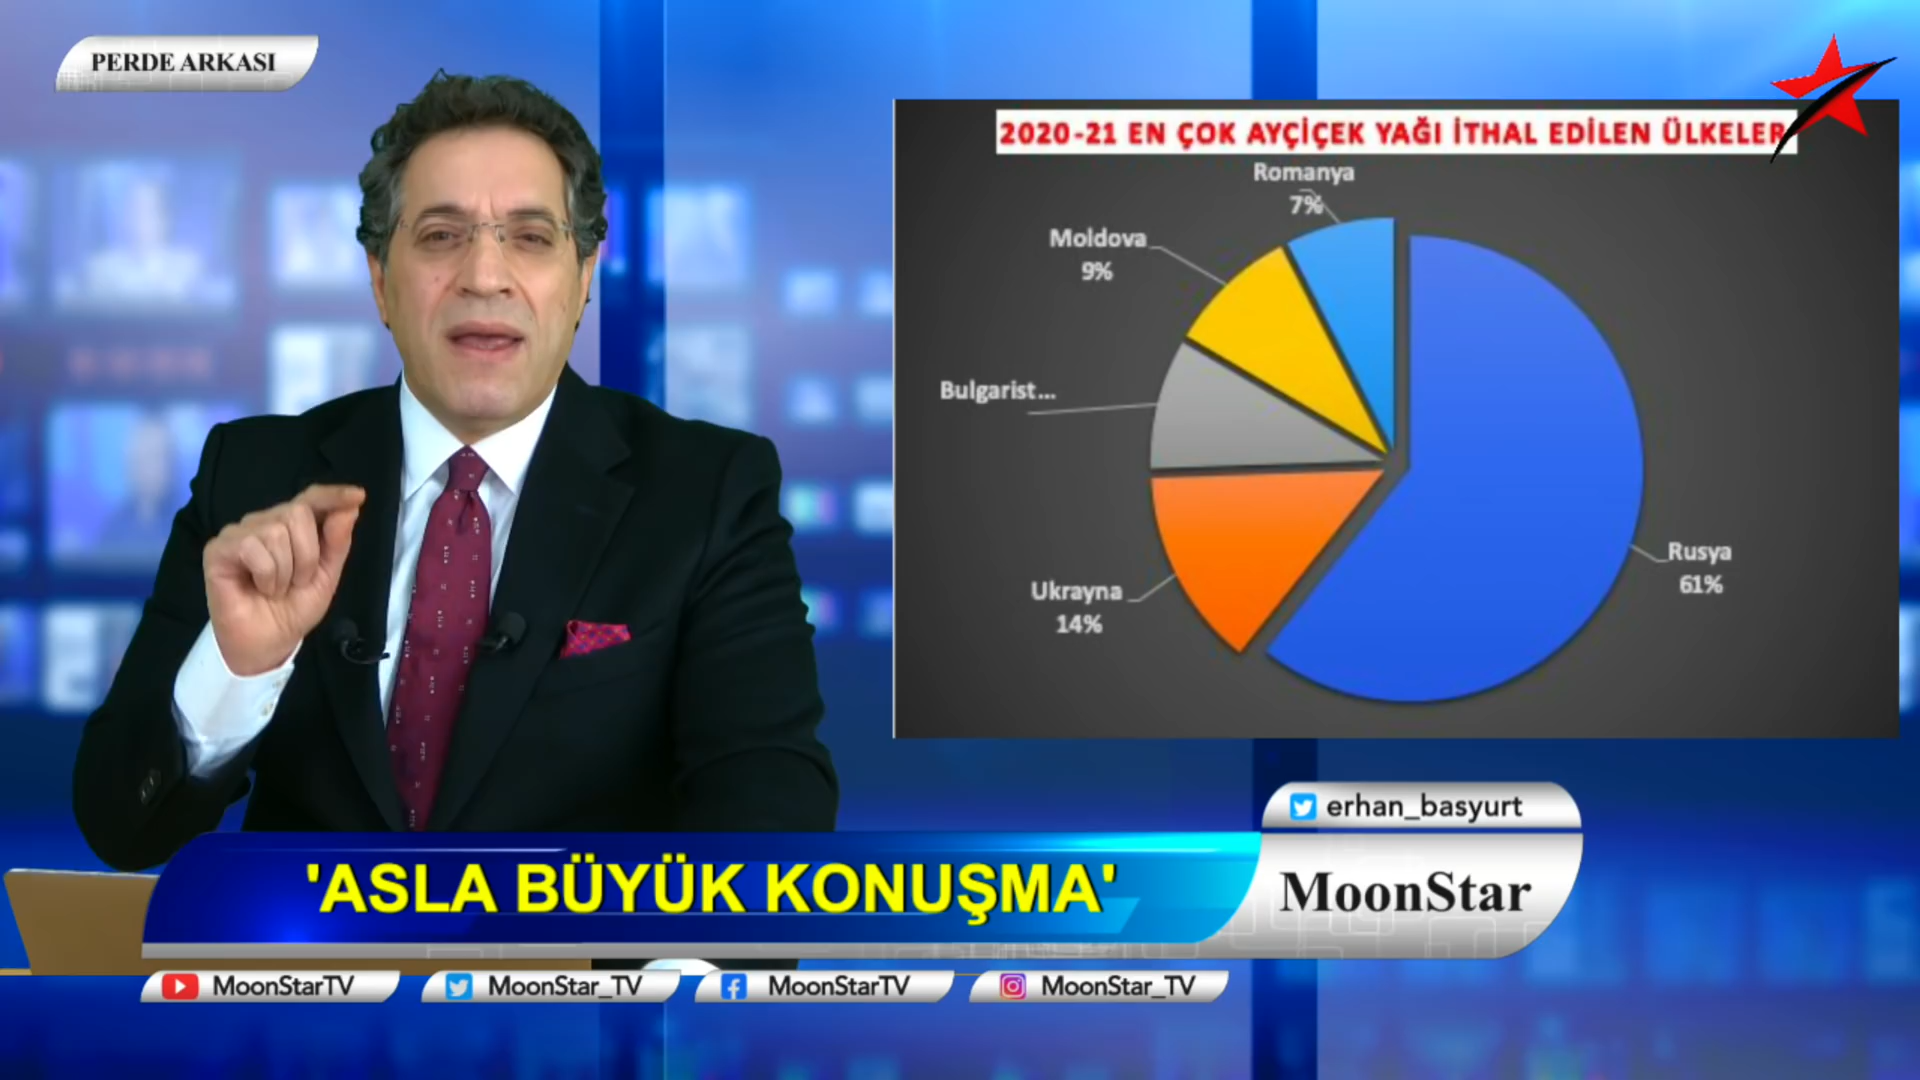 PERDE ARKASI
2020-21 EN ÇOK AYÇİÇEK YAĞI İTHAL EDİLEN ÜLKELER
Romanya
7%
Moldova
9%
Bulgarist...
Ukrayna
14%
Rusya
61%
erhan_basyurt
'ASLA BÜYÜK KONUŞMA'
MoonStar
MoonStarTV
MoonStar_TV
MoonStarTV
MoonStar_TV